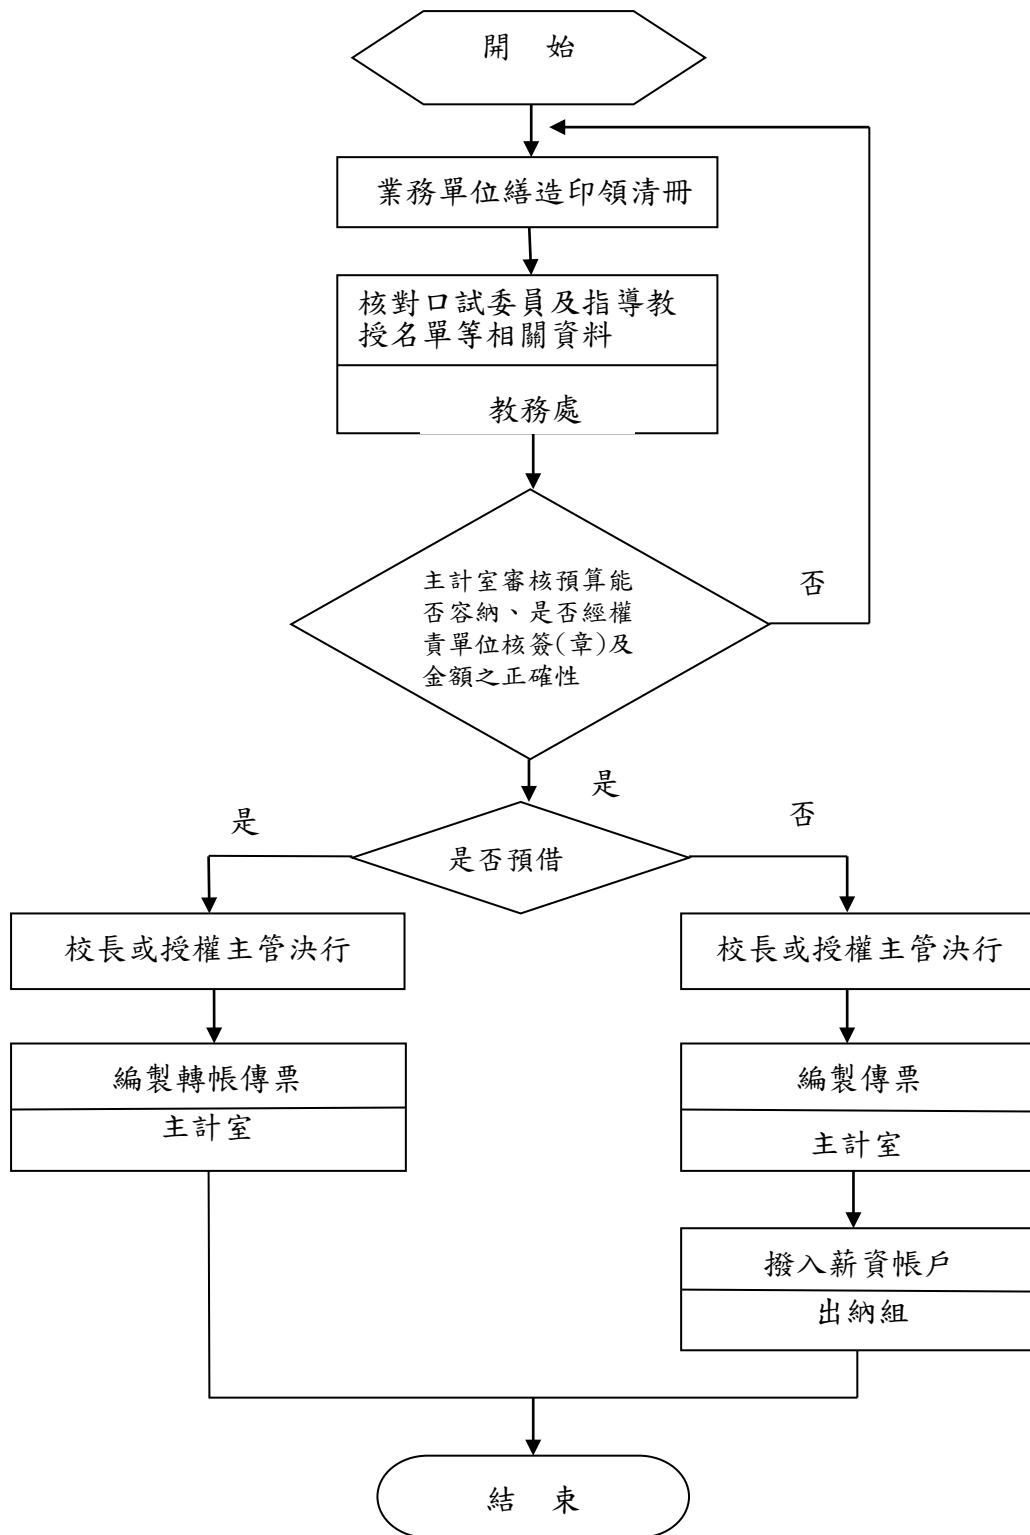 開 始
業務單位繕造印領清冊
核對口試委員及指導教
授名單等相關資料
教務處
主計室審核預算能
否容納、是否經權
責單位核簽(章)及
金額之正確性
否
是
是
否
是否預借
校長或授權主管決行
校長或授權主管決行
編製轉帳傳票
主計室
編製傳票
主計室
撥入薪資帳戶
出納組
結 束